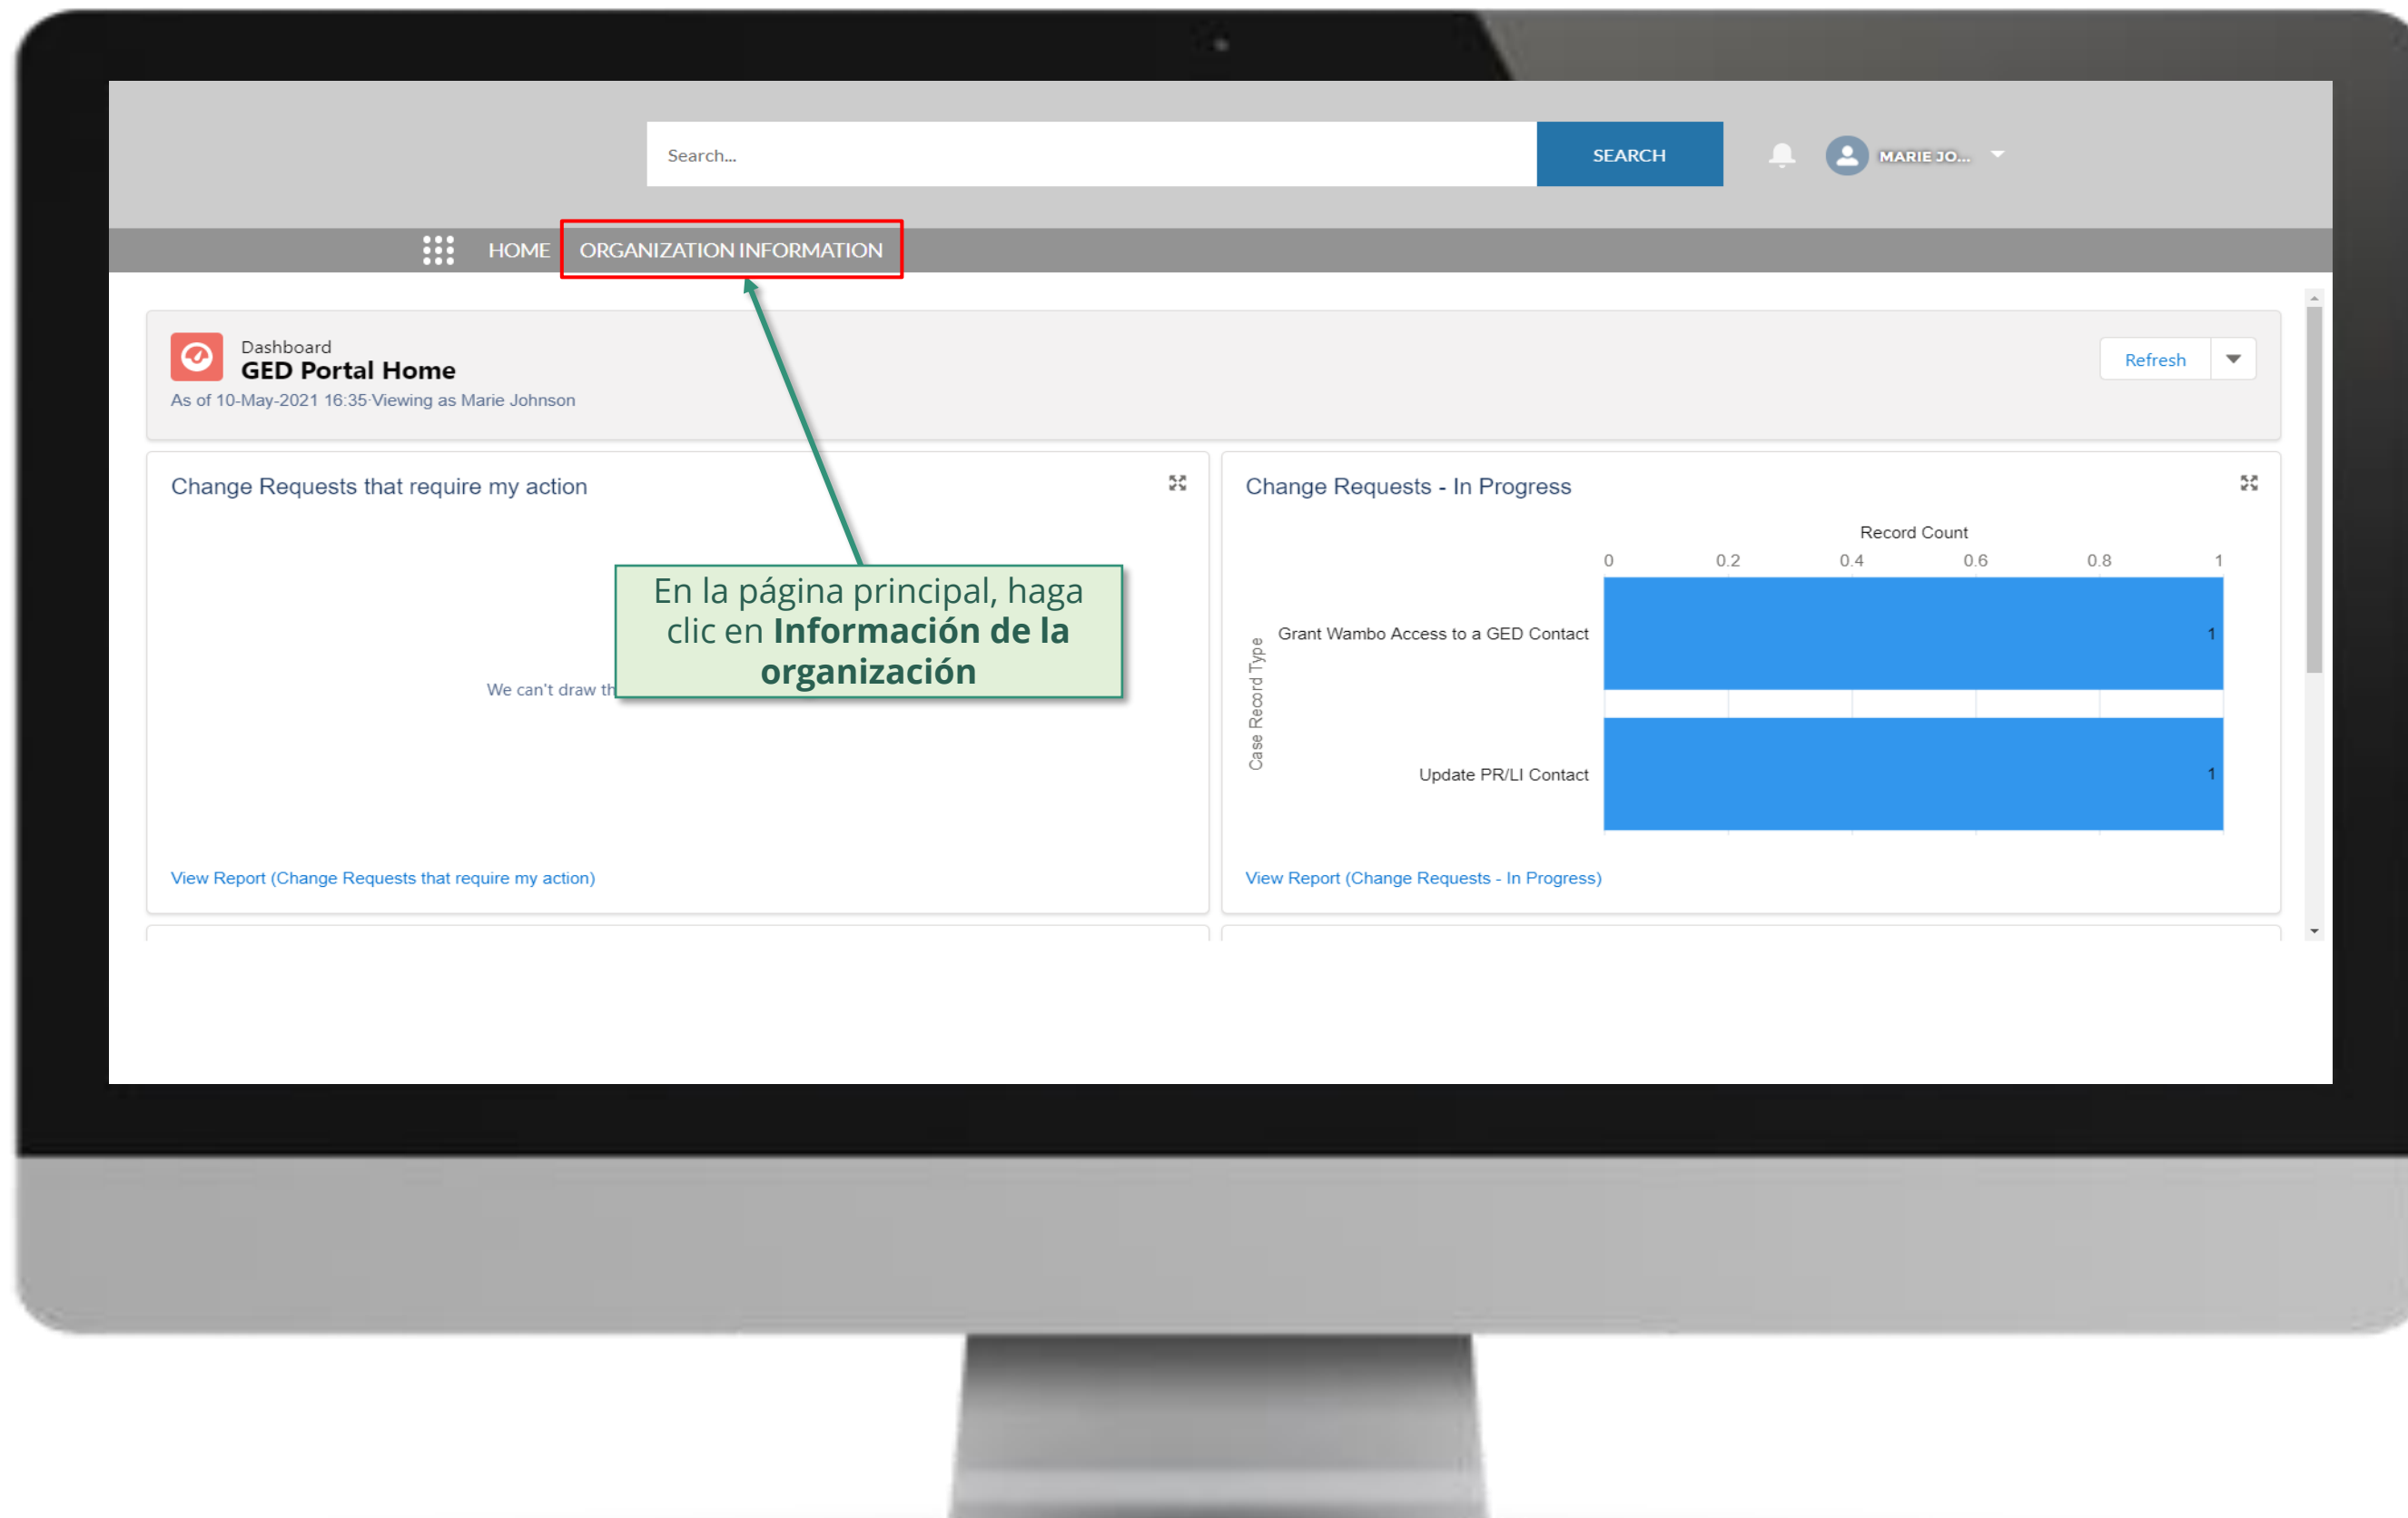 Search...
SEARCH
MARIE JO...
HOME
ORGANIZATION INFORMATION
Dashboard
GED Portal Home
As of 10-May-2021 16:35·Viewing as Marie Johnson
Refresh
Change Requests that require my action
We can't draw
En la página principal, haga
clic en Información de la
organización
View Report (Change Requests that require my action)
Change Requests - In Progress
Record Count
0 0.2 0.4 0.6 0.8 1
Case Record Type
Grant Wambo Access to a GED Contact
1
Update PR/LI Contact
1
View Report (Change Requests - In Progress)